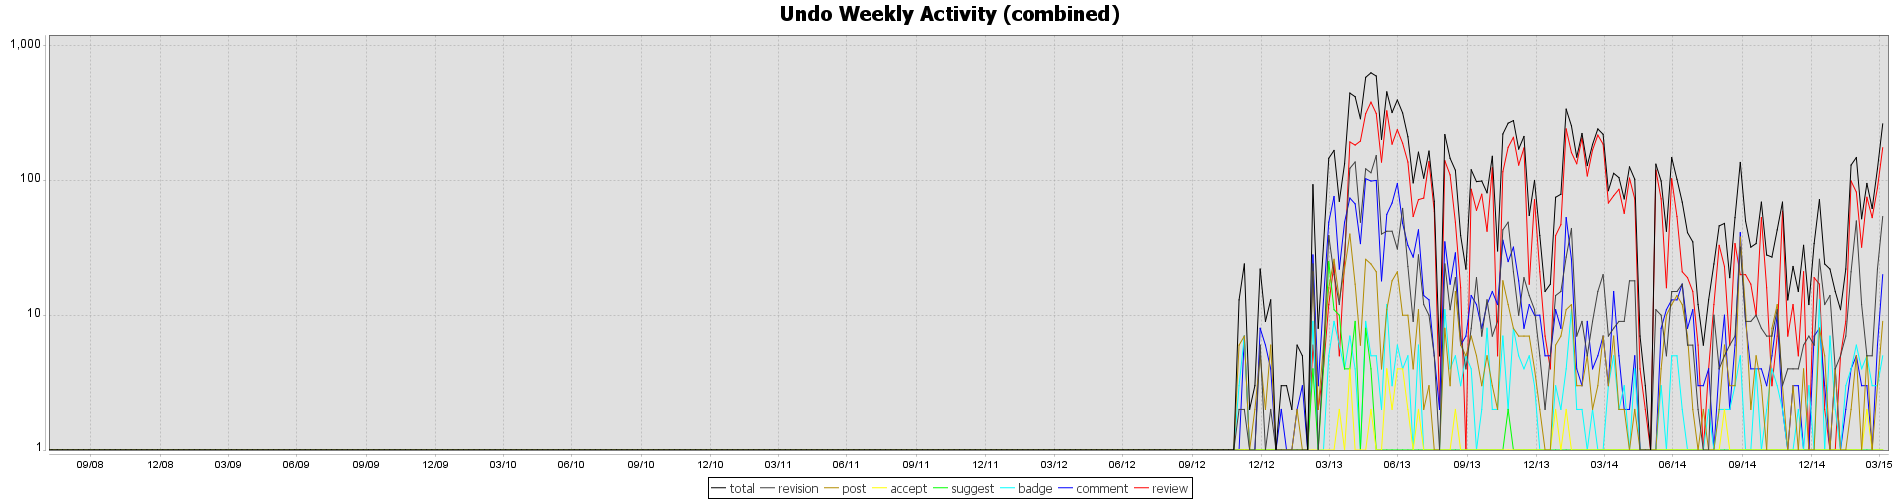 Undo Weekly Activity (combined)
1,000
100
10
1
09/08 12/08 03/09 06/09 09/09 12/09 03/10 06/10 09/10 12/10 03/11 06/11 09/11 12/11 03/12 06/12 09/12 12/12 03/13 06/13 09/13 12/13 03/14 06/14 09/14 12/14 03/15
total revision post accept suggest badge comment review